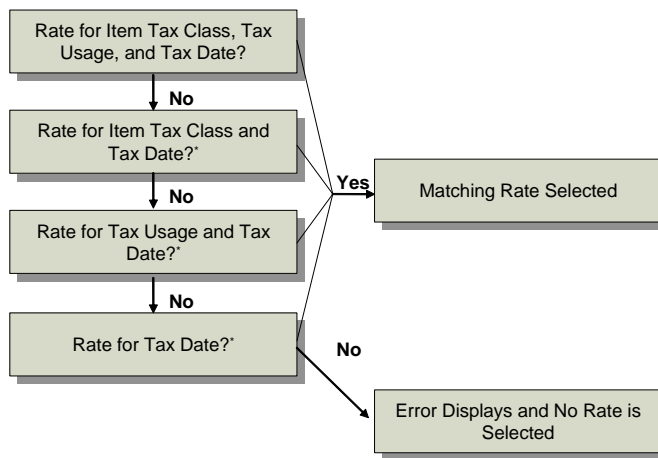 Rate for Item Tax Class, Tax
Usage, and Tax Date?
No
Rate for Item Tax Class and
Tax Date?*
Yes
Matching Rate Selected
No
Rate for Tax Usage and Tax
Date?*
No
Rate for Tax Date?*
No
Error Displays and No Rate is
Selected